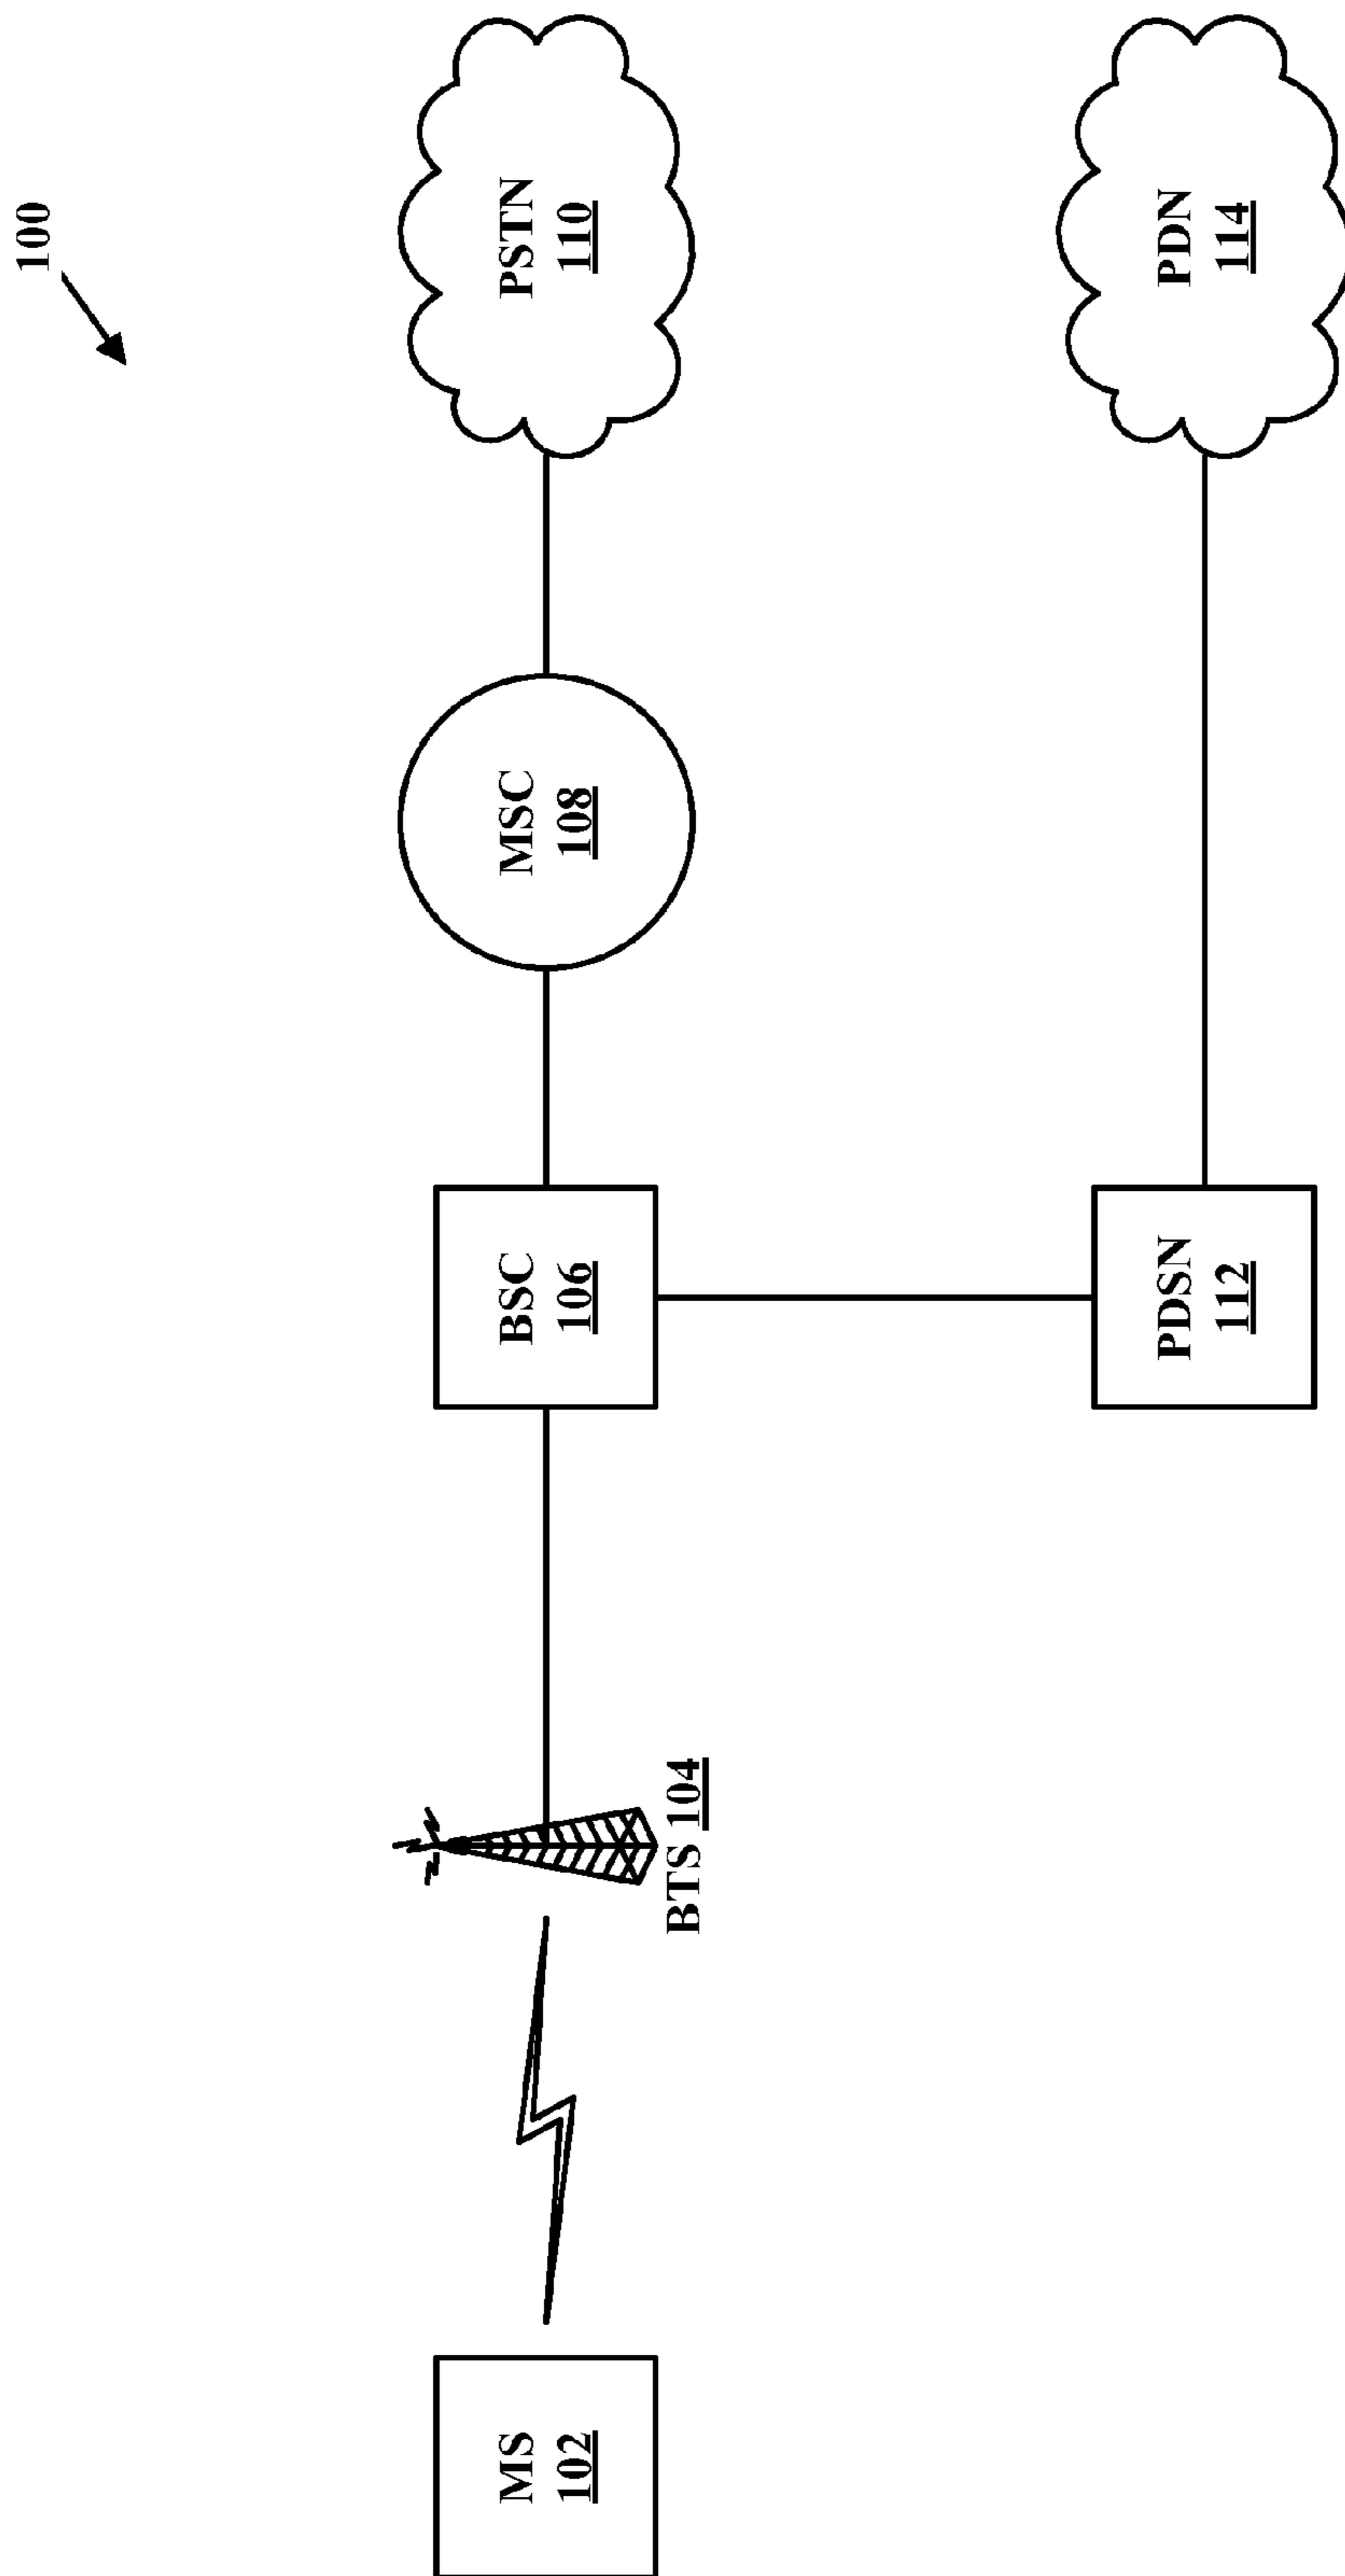 100
MS
102
BTS 104
BSC
106
MSC
108
PSTN
110
PDSN
112
PDN
114